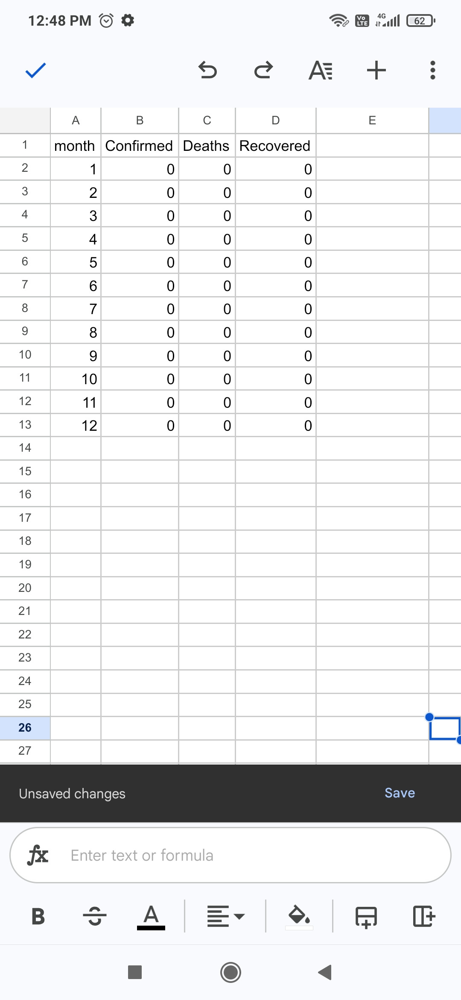 12:48 PM
Vo LTE 4G 62
A B C D E
1 month Confirmed Deaths Recovered
2 1 0 0 0
3 2 0 0 0
4 3 0 0 0
5 4 0 0 0
6 5 0 0 0
7 6 0 0 0
8 7 0 0 0
9 8 0 0 0
10 9 0 0 0
11 10 0 0 0
12 11 0 0 0
13 12 0 0 0
14
15
16
17
18
19
20
21
22
23
24
25
26
27
Unsaved changes Save
fx Enter text or formula
B S A